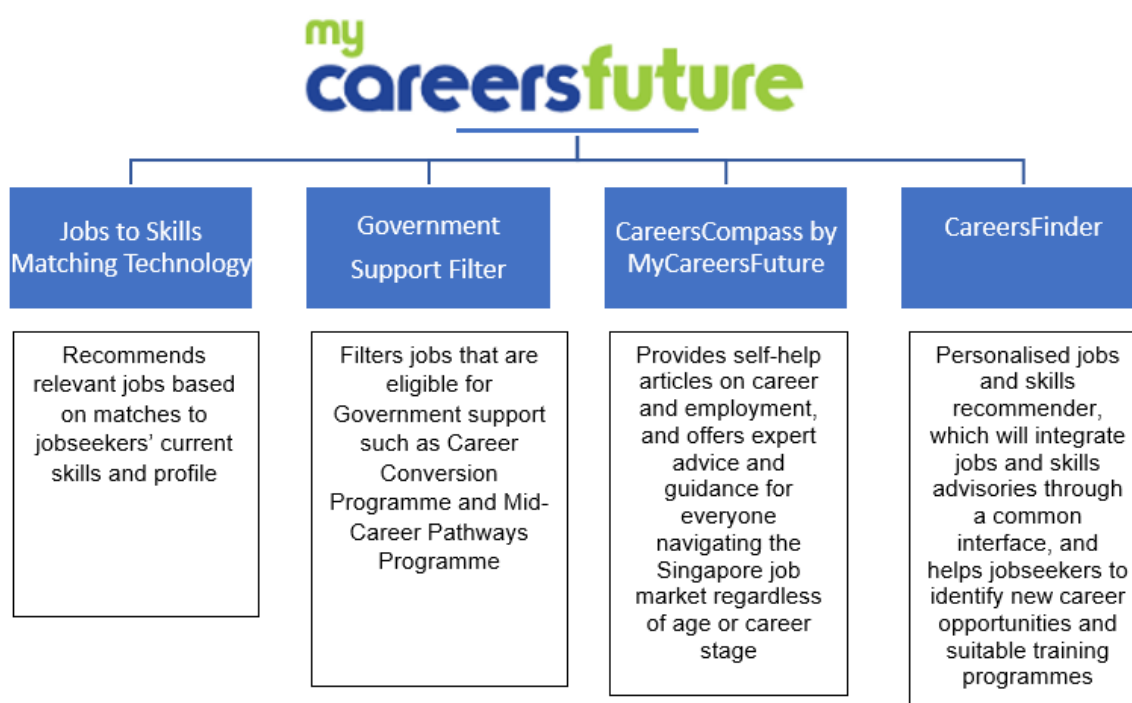 my
careersfuture
Jobs to Skills
Matching Technology
Recommends
relevant jobs based
on matches to
jobseekers’ current
skills and profile
Government
Support Filter
Filters jobs that are
eligible for
Government support
such as Career
Conversion
Programme and Mid-
Career Pathways
Programme
CareersCompass by
MyCareersFuture
Provides self-help
articles on career
and employment,
and offers expert
advice and
guidance for
everyone
navigating the
Singapore job
market regardless
of age or career
stage
CareersFinder
Personalised jobs
and skills
recommender,
which will integrate
jobs and skills
advisories through
a common
interface, and
helps jobseekers to
identify new career
opportunities and
suitable training
programmes